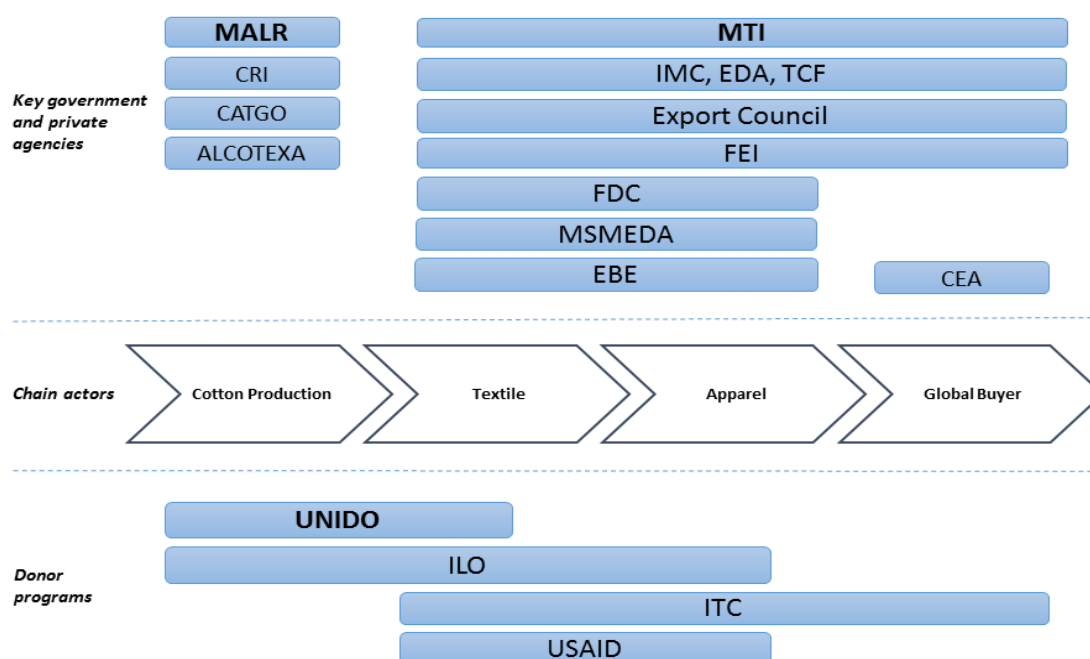 MALR
MTI
CRI
IMC, EDA, TCF
Key government
and private
agencies
CATGO
Export Council
ALCOTEXA
FEI
FDC
MSMEDA
EBE
CEA
Chain actors
Cotton Production
Textile
Apparel
Global Buyer
UNIDO
ILO
Donor
programs
ITC
USAID